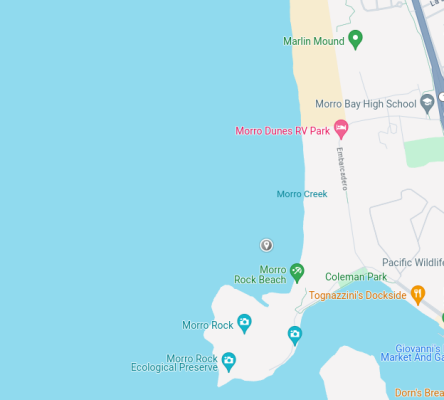 Marlin Mound
Morro Bay High School
Morro Dunes RV Park
Embarcadero
Morro Creek
Pacific Wildlife
Morro
Rock Beach
Coleman Park
Tognazzini's Dockside
Morro Rock
Giovanni's
Market And Ga
Morro Rock
Ecological Preserve
Dorn's Brea